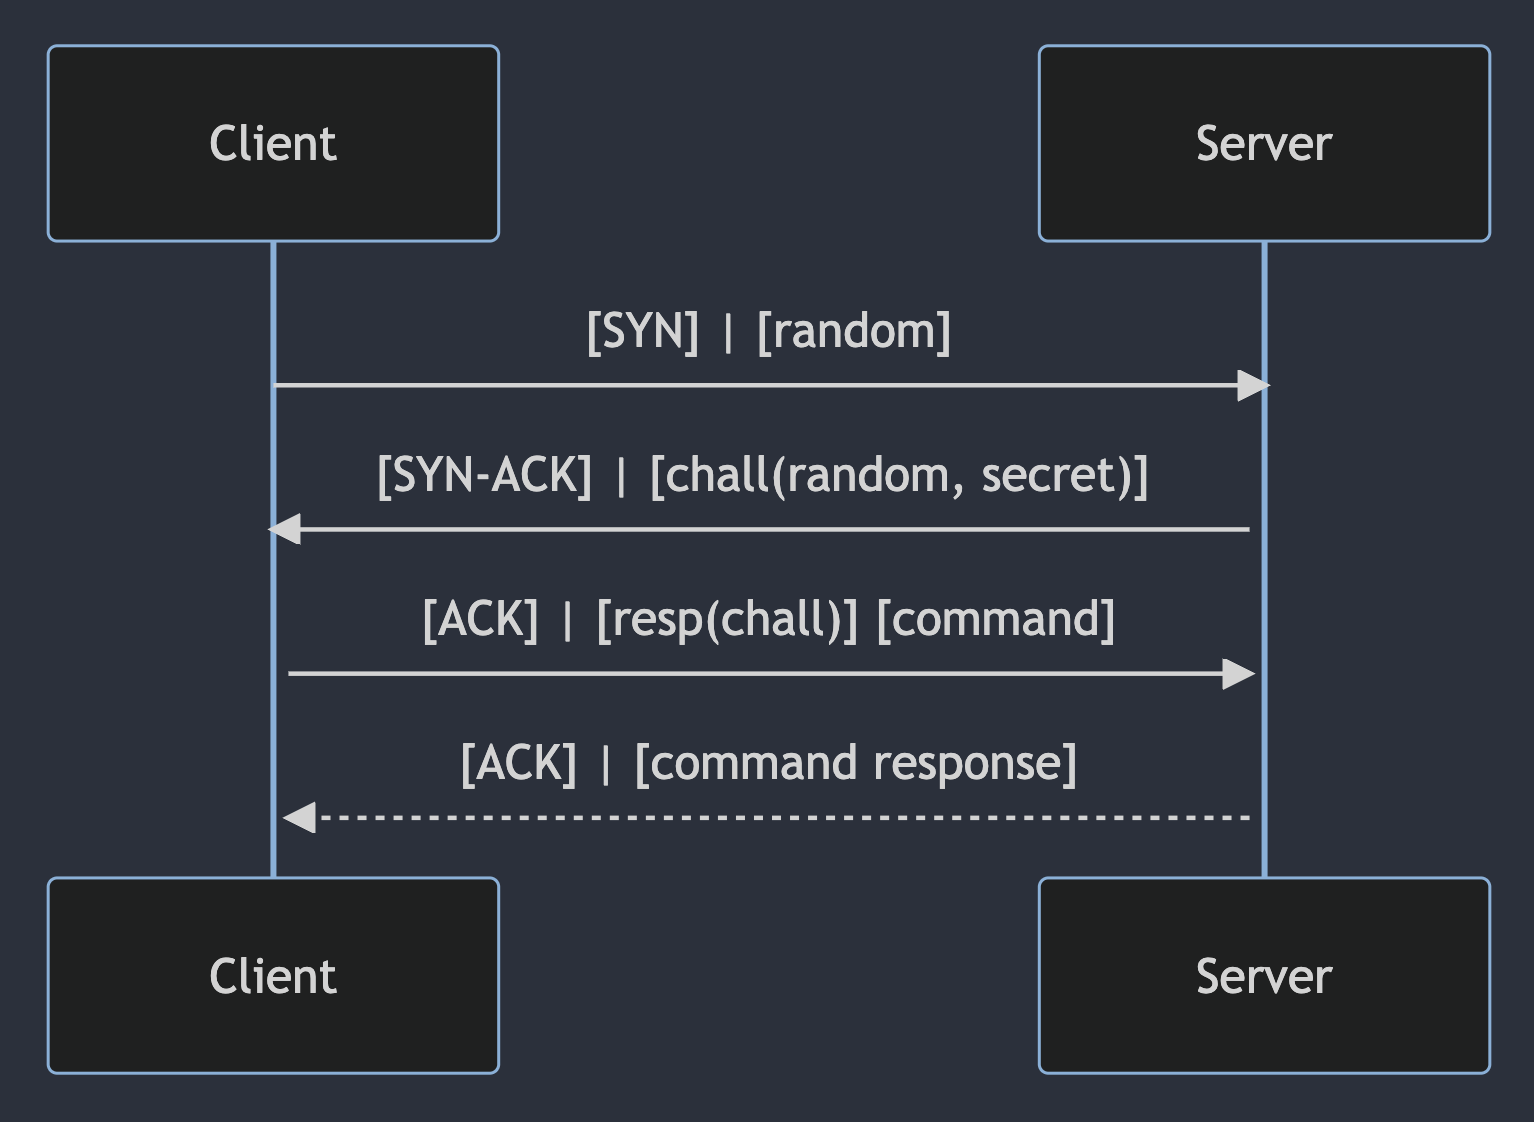 Client
Server
[SYN] | [random]
[SYN-ACK] | [chall(random, secret)]
[ACK] | [resp(chall)] [command]
[ACK] | [command response]
Client
Server